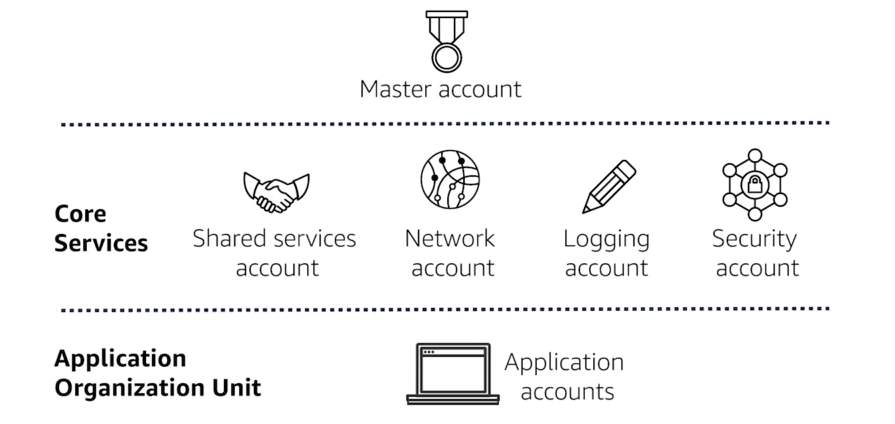 Master account
Core
Services
Shared services
account
Network
account
Logging
account
Security
account
Application
Organization Unit
Application
accounts